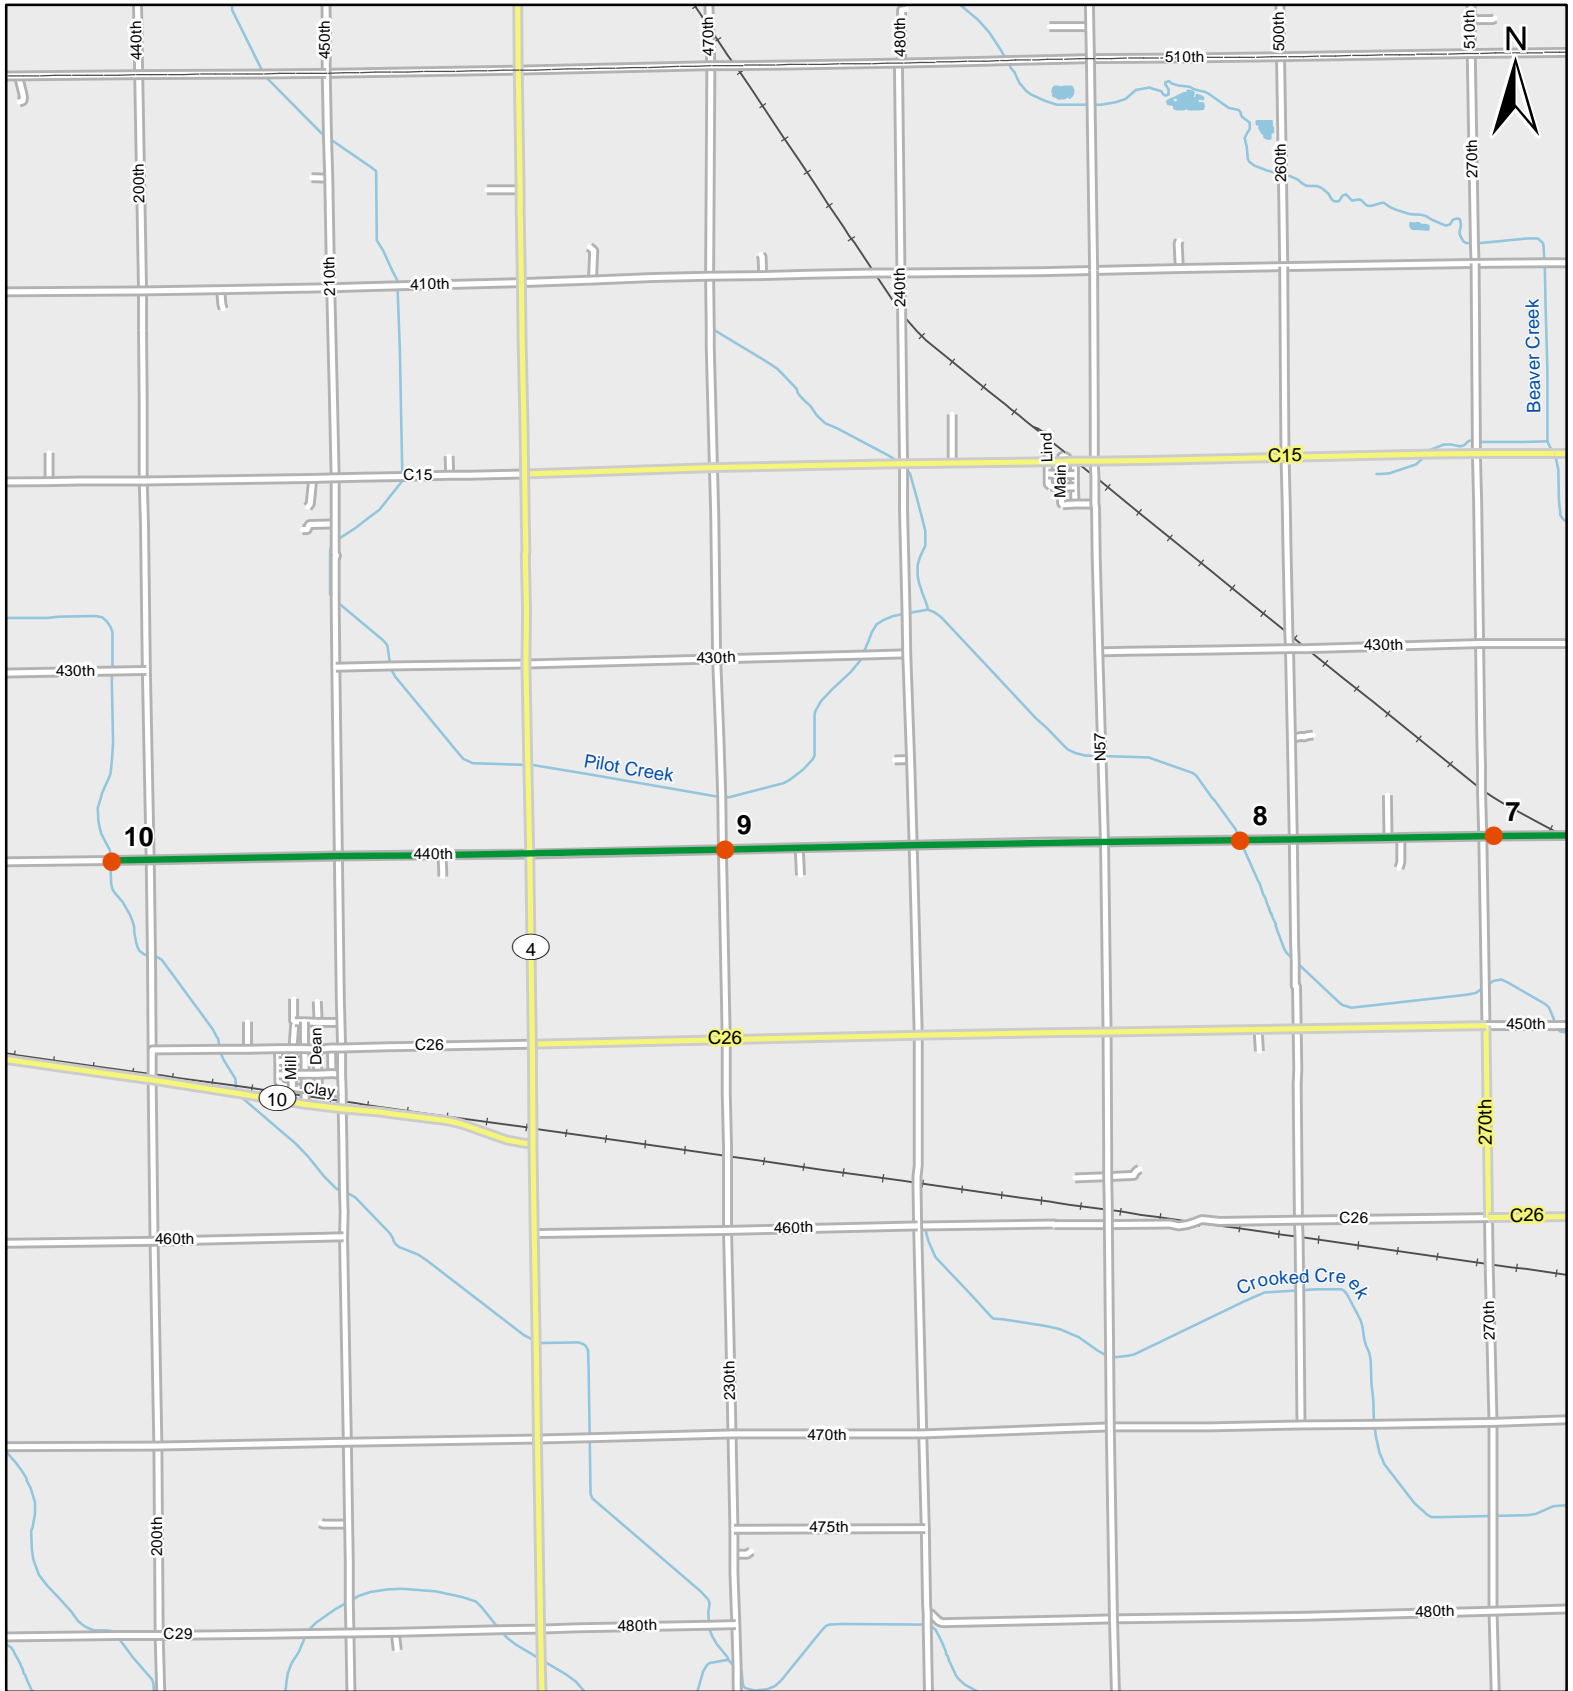 440th
450th
470th
480th
500th
510th
N
510th
200th
260th
270th
210th
410th
240th
Beaver Creek
Lind
Main
C15
C15
430th
430th
430th
N57
Pilot Creek
10
9
8
7
440th
4
450th
C26
C26
Dean
Mill
Clay
10
270th
460th
460th
C26
C26
Crooked Creek
270th
230th
470th
475th
200th
C29
480th
480th